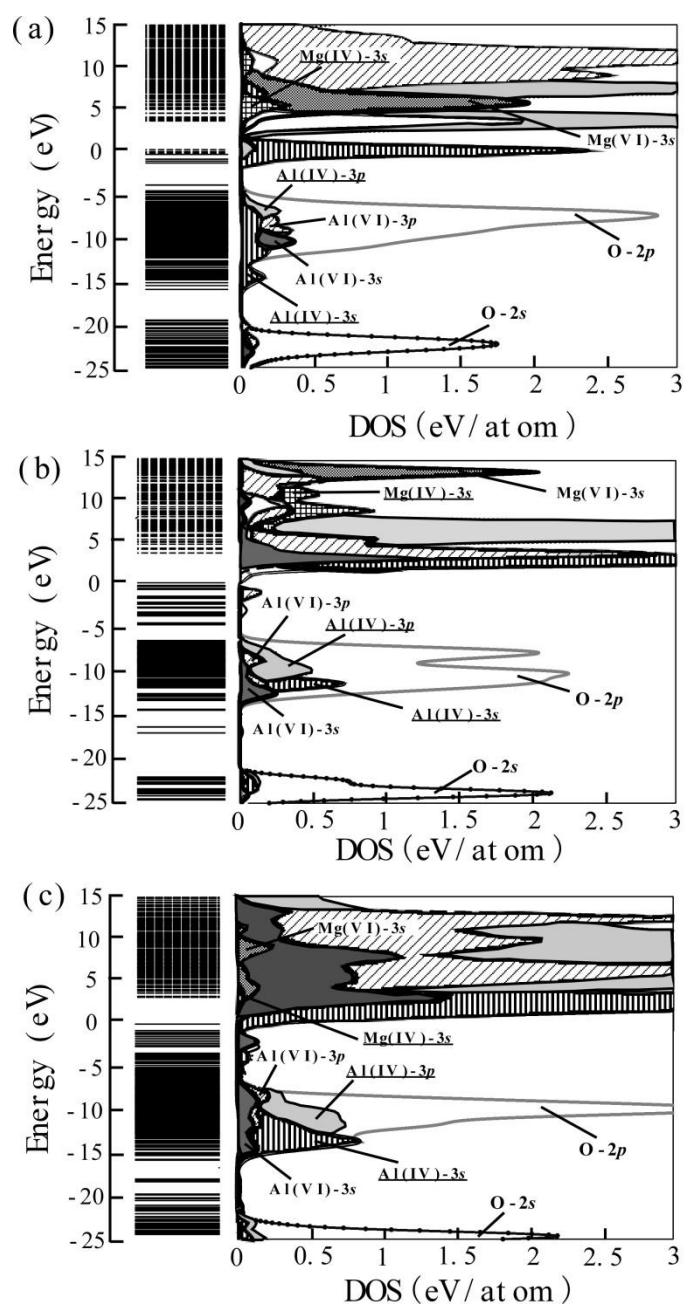 (a)
15
10
5
0
-5
-10
-15
-20
-25
Energy (eV)
Mg(IV)-3s
Mg(VI)-3s
Al(IV)-3p
Al(VI)-3p
O-2p
Al(VI)-3s
Al(IV)-3s
O-2s
0 0.5 1 1.5 2 2.5 3
DOS (eV/at om)
(b)
15
10
5
0
-5
-10
-15
-20
-25
Energy (eV)
Mg(IV)-3s
Mg(VI)-3s
Al(VI)-3p
Al(IV)-3p
O-2p
Al(IV)-3s
Al(VI)-3s
O-2s
0 0.5 1 1.5 2 2.5 3
DOS (eV/at om)
(c)
15
10
5
0
-5
-10
-15
-20
-25
Energy (eV)
Mg(VI)-3s
Mg(IV)-3s
Al(VI)-3p
Al(IV)-3p
O-2p
Al(IV)-3s
Al(VI)-3s
O-2s
0 0.5 1 1.5 2 2.5 3
DOS (eV/at om)